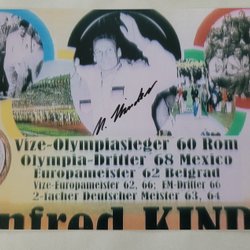 Vize-Olympiasieger 60 Rom
Olympia-Dritter 68 Mexico
Europameister 62 Belgrad
Vize-Europameister 62, 66; EM-Dritter 66
2-facher Deutscher Meister 63, 64
nfred KIND